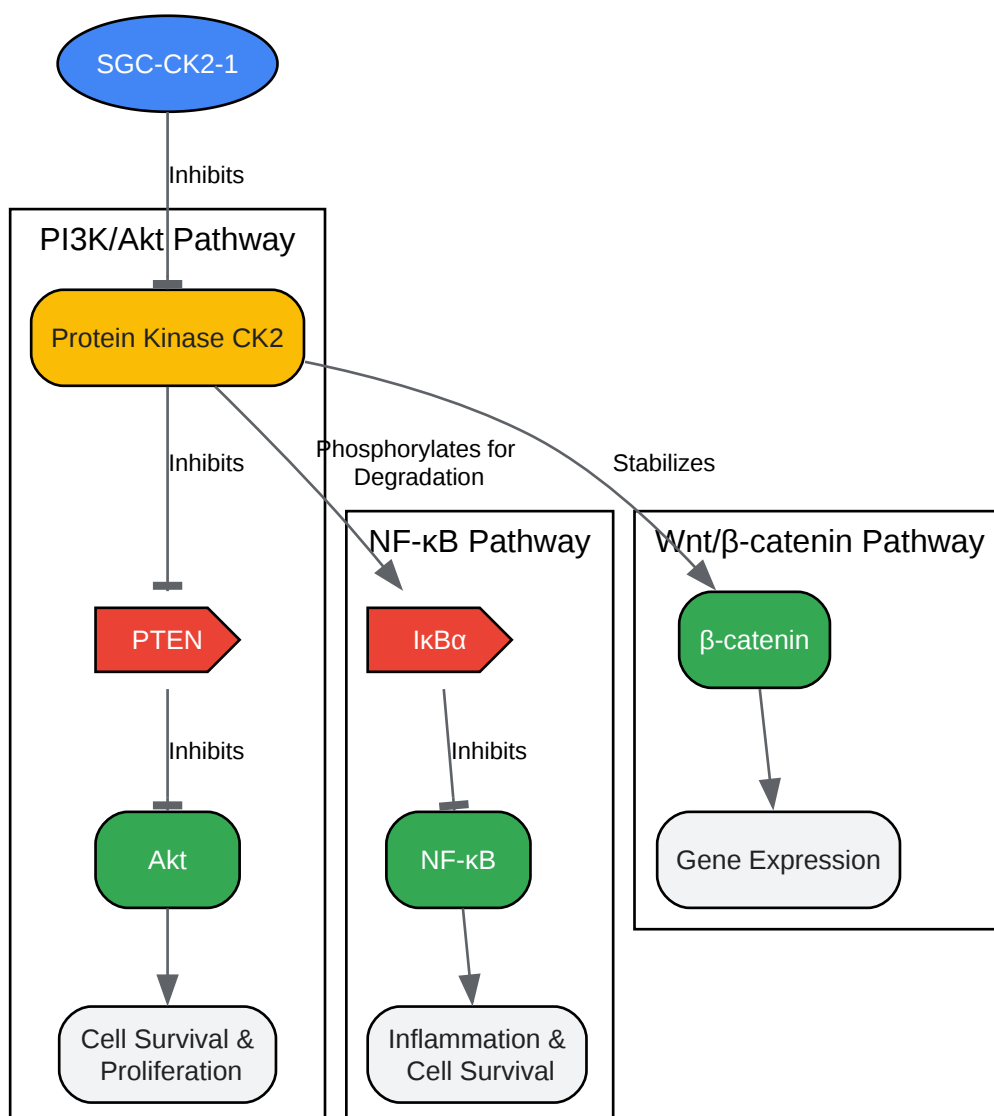 SGC-CK2-1
Inhibits
PI3K/Akt Pathway
Protein Kinase CK2
Inhibits
Phosphorylates for
Degradation
Stabilizes
NF-κB Pathway
Wnt/β-catenin Pathway
PTEN
IκBα
β-catenin
Inhibits
Inhibits
Akt
NF-κB
Gene Expression
Cell Survival &
Proliferation
Inflammation &
Cell Survival